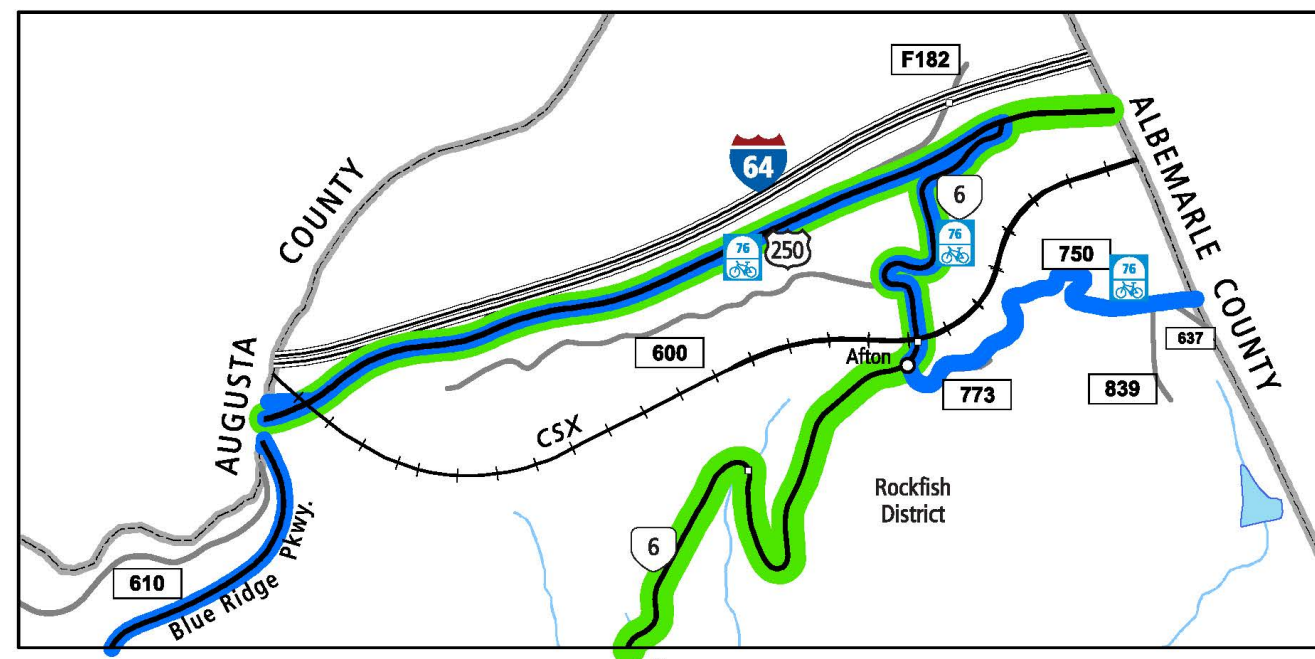 F182
ALBEMARLE COUNTY
64
6
76
COUNTY
76
250
750
76
600
Afton
637
773
839
AUGUSTA
CSX
Rockfish
District
6
610
Blue Ridge Pkwy.